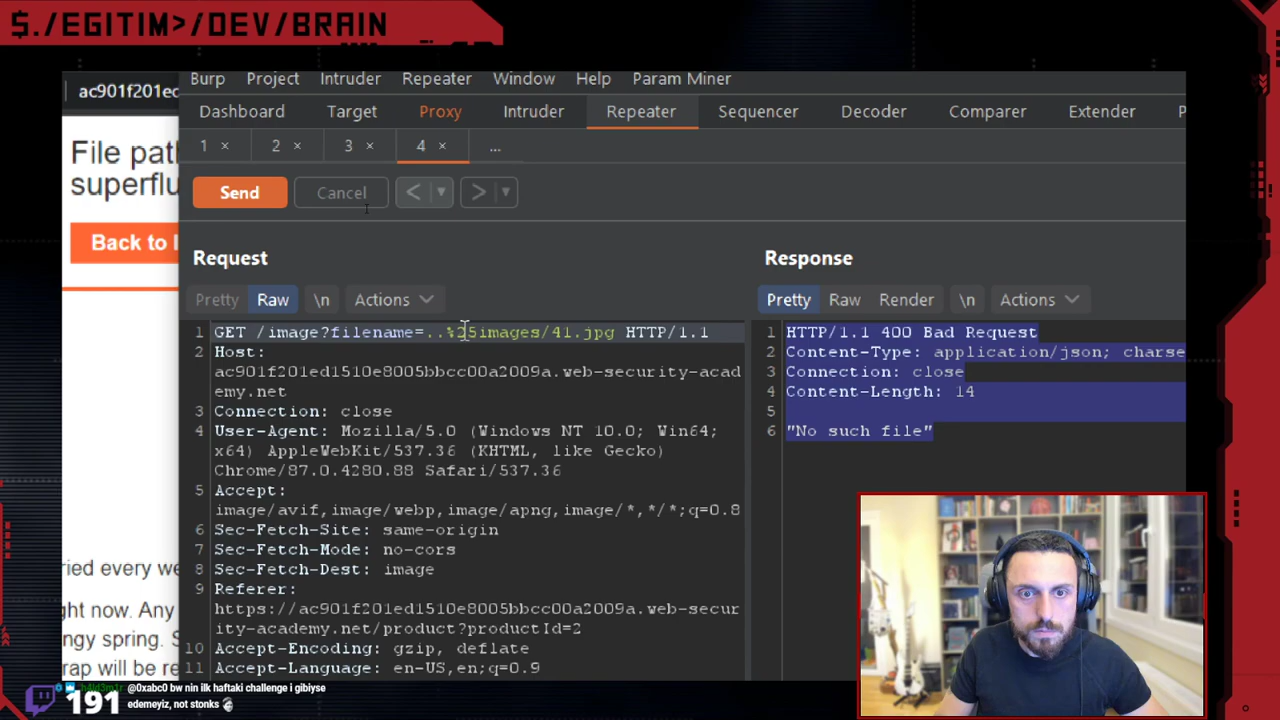 $./EGITIM>/DEV/BRAIN
ac901f201ed
Burp Project Intruder Repeater Window Help Param Miner
Dashboard Target Proxy Intruder Repeater Sequencer Decoder Comparer Extender P
1 × 2 × 3 × 4 × ...
File pat
superflu
Send Cancel < >
Back to l
Request
Response
Pretty Raw \n Actions
Pretty Raw Render \n Actions
1 GET /image?filename=..%25images/41.jpg HTTP/1.1
2 Host:
ac901f201ed1510e8005bbcc00a2009a.web-security-acad
emy.net
3 Connection: close
4 User-Agent: Mozilla/5.0 (Windows NT 10.0; Win64;
x64) AppleWebKit/537.36 (KHTML, like Gecko)
Chrome/87.0.4280.88 Safari/537.36
5 Accept:
image/avif,image/webp,image/apng,image/*,*/*;q=0.8
6 Sec-Fetch-Site: same-origin
7 Sec-Fetch-Mode: no-cors
8 Sec-Fetch-Dest: image
9 Referer:
https://ac901f201ed1510e8005bbcc00a2009a.web-secur
ity-academy.net/product?productId=2
10 Accept-Encoding: gzip, deflate
11 Accept-Language: en-US,en;q=0.9
1 HTTP/1.1 400 Bad Request
2 Content-Type: application/json; charse
3 Connection: close
4 Content-Length: 14
5
6 "No such file"
ried every we
ght now. Any
ngy spring. S
rap will be re
191
@0xabc0 bw nin ilk haftaki challenge i gibiyse
edemeyiz, not stonks